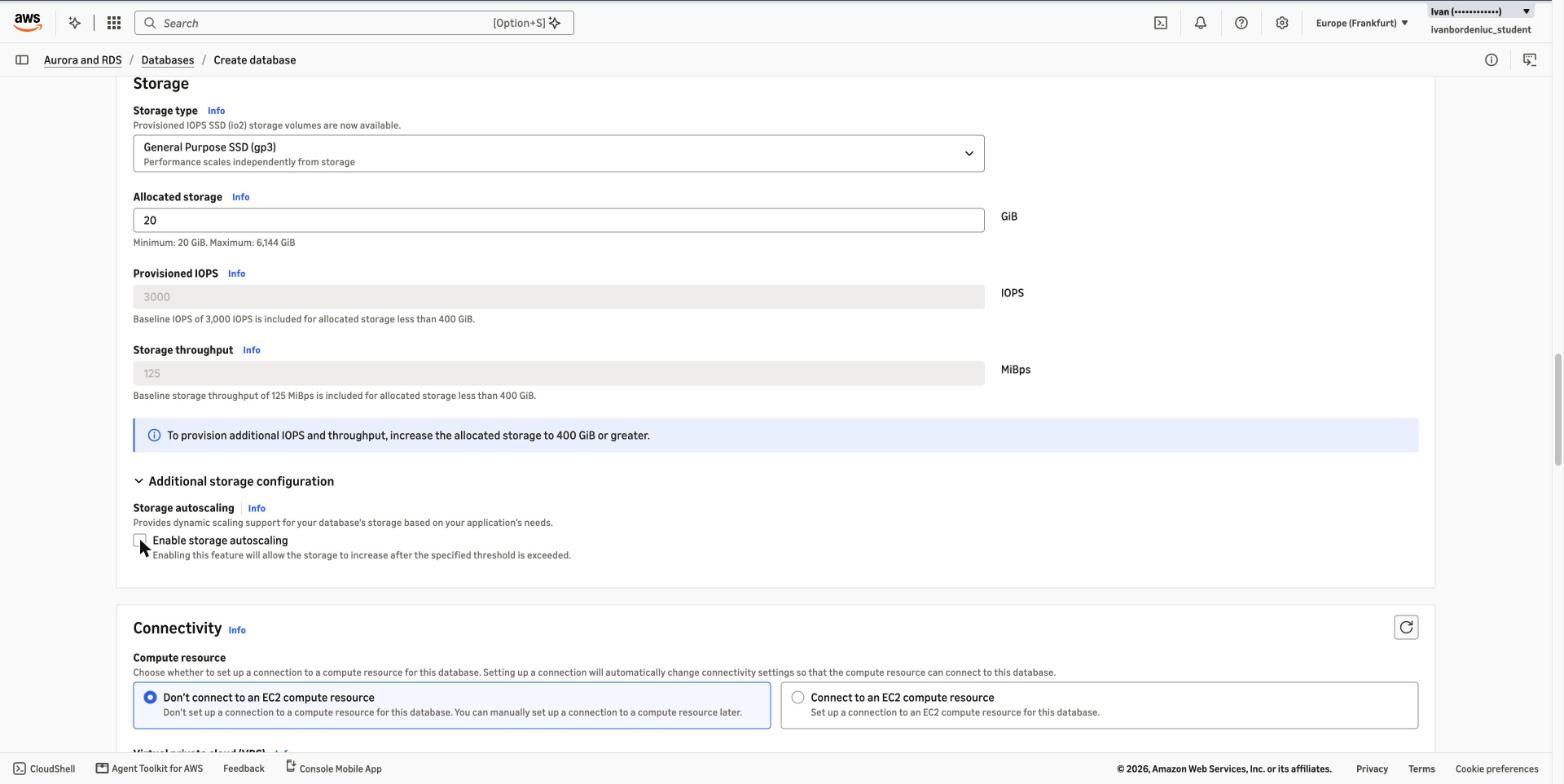 aws
Search [Option+S]
Europe (Frankfurt)
Ivan (••••••••••••)
ivanbordeniuc_student
Aurora and RDS / Databases / Create database
Storage
Storage type Info
Provisioned IOPS SSD (io2) storage volumes are now available.
General Purpose SSD (gp3)
Performance scales independently from storage
Allocated storage Info
20 GiB
Minimum: 20 GiB. Maximum: 6,144 GiB
Provisioned IOPS Info
3000 IOPS
Baseline IOPS of 3,000 IOPS is included for allocated storage less than 400 GiB.
Storage throughput Info
125 MiBps
Baseline storage throughput of 125 MiBps is included for allocated storage less than 400 GiB.
To provision additional IOPS and throughput, increase the allocated storage to 400 GiB or greater.
Additional storage configuration
Storage autoscaling Info
Provides dynamic scaling support for your database's storage based on your application's needs.
Enable storage autoscaling
Enabling this feature will allow the storage to increase after the specified threshold is exceeded.
Connectivity Info
Compute resource
Choose whether to set up a connection to a compute resource for this database. Setting up a connection will automatically change connectivity settings so that the compute resource can connect to this database.
Don't connect to an EC2 compute resource
Don't set up a connection to a compute resource for this database. You can manually set up a connection to a compute resource later.
Connect to an EC2 compute resource
Set up a connection to an EC2 compute resource for this database.
Virtual private cloud (VPC) Info
CloudShell Agent Toolkit for AWS Feedback Console Mobile App © 2026, Amazon Web Services, Inc. or its affiliates. Privacy Terms Cookie preferences